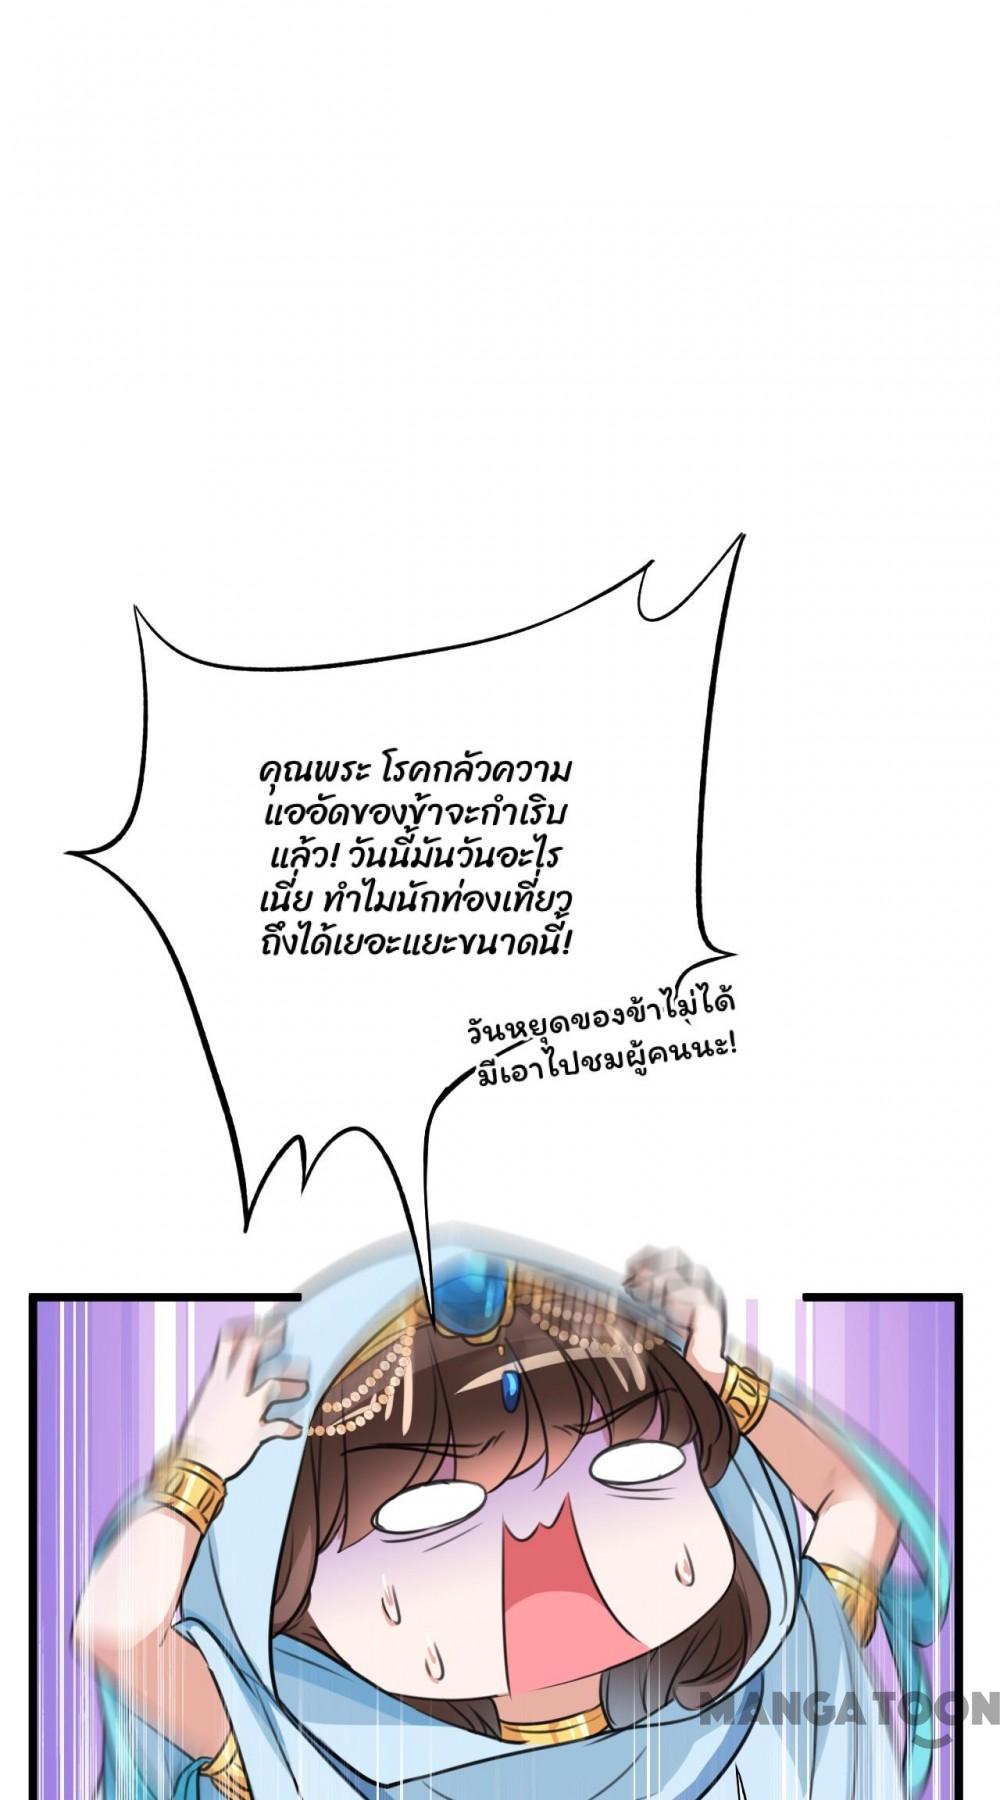 คุณพระ โรคกลัวความ
แออัดของข้าจะกำเริบ
แล้ว! วันนี้มันวันอะไร
เนี่ย ทำไมนักท่องเที่ยว
ถึงได้เยอะแยะขนาดนี้!
วันหยุดของข้าไม่ได้
มีเอาไปชมผู้คนนะ!
MANGATOON